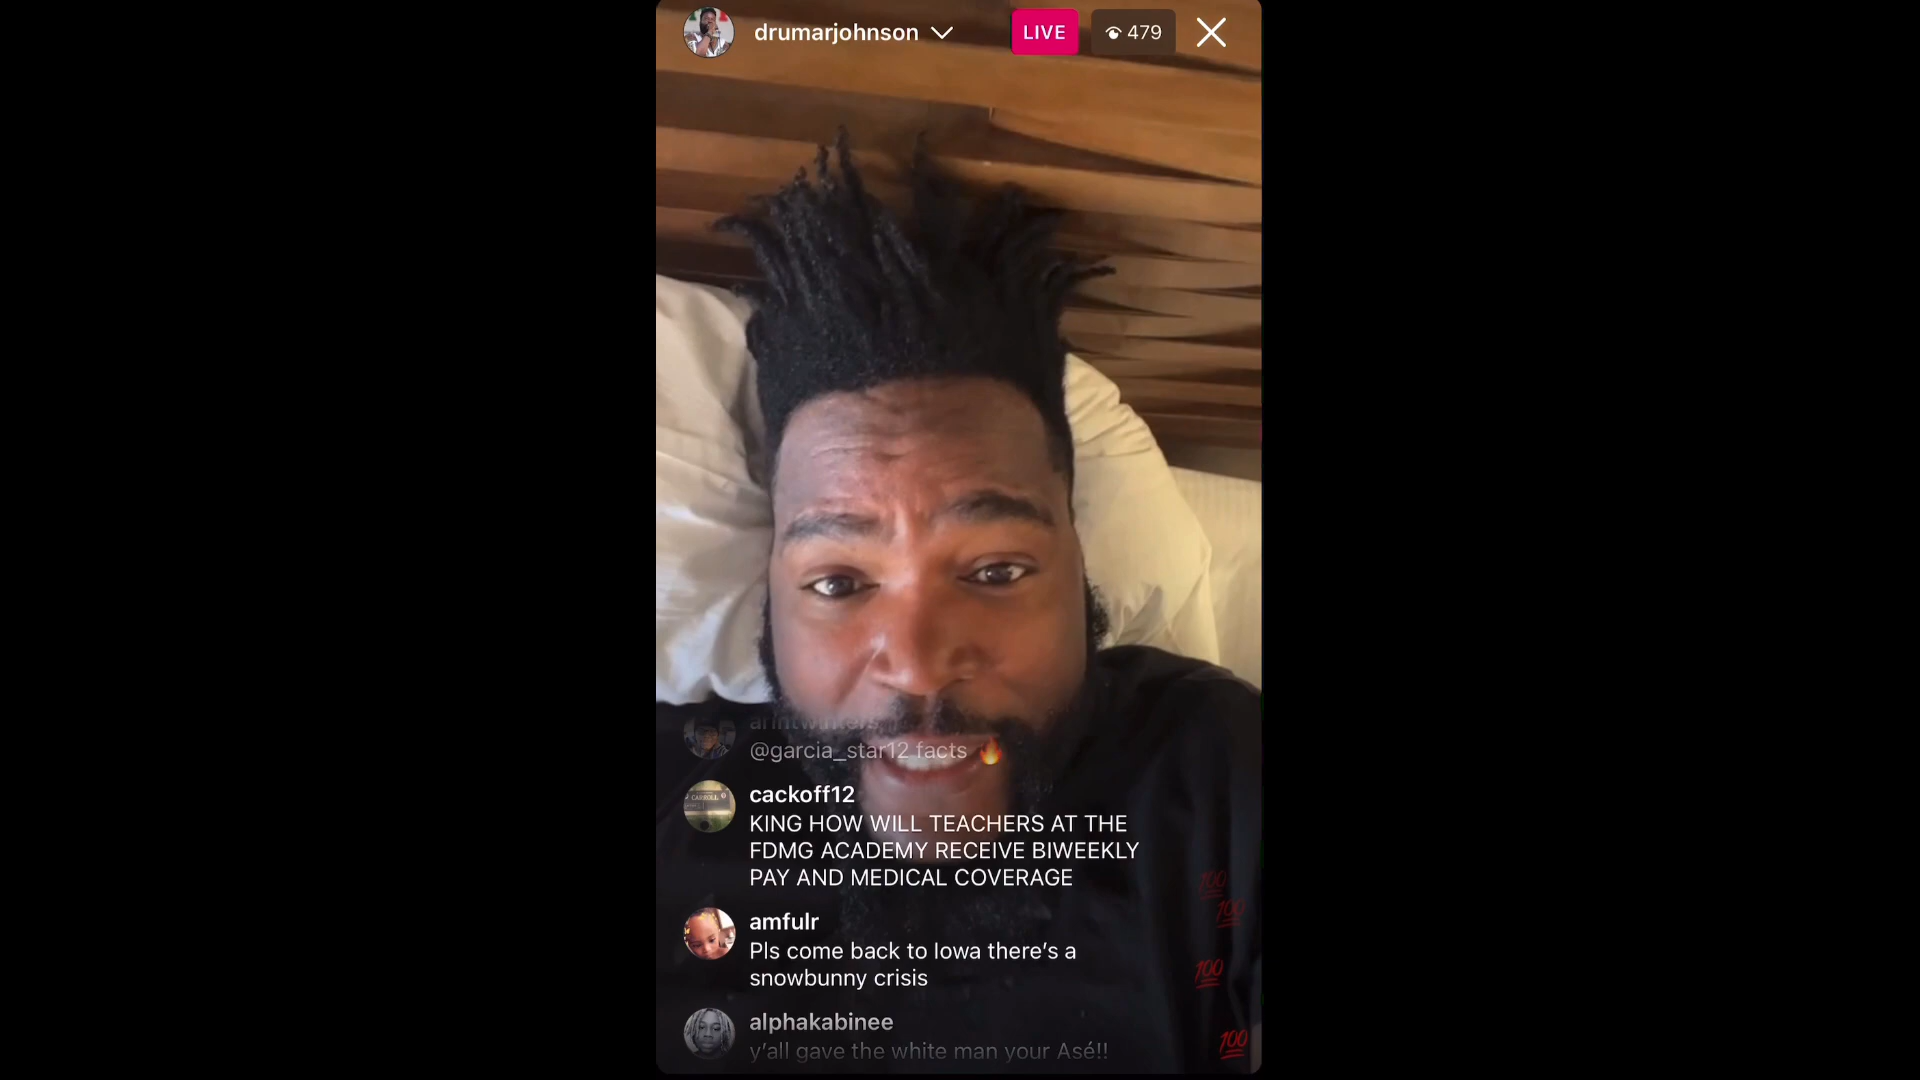 drumarjohnson
LIVE
479
@garcia_star12 facts 🔥
cackoff12
KING HOW WILL TEACHERS AT THE
FDMG ACADEMY RECEIVE BIWEEKLY
PAY AND MEDICAL COVERAGE
amfulr
Pls come back to Iowa there’s a
snowbunny crisis
alphakabinee
y’all gave the white man your Asé!!
💯
💯
💯
💯